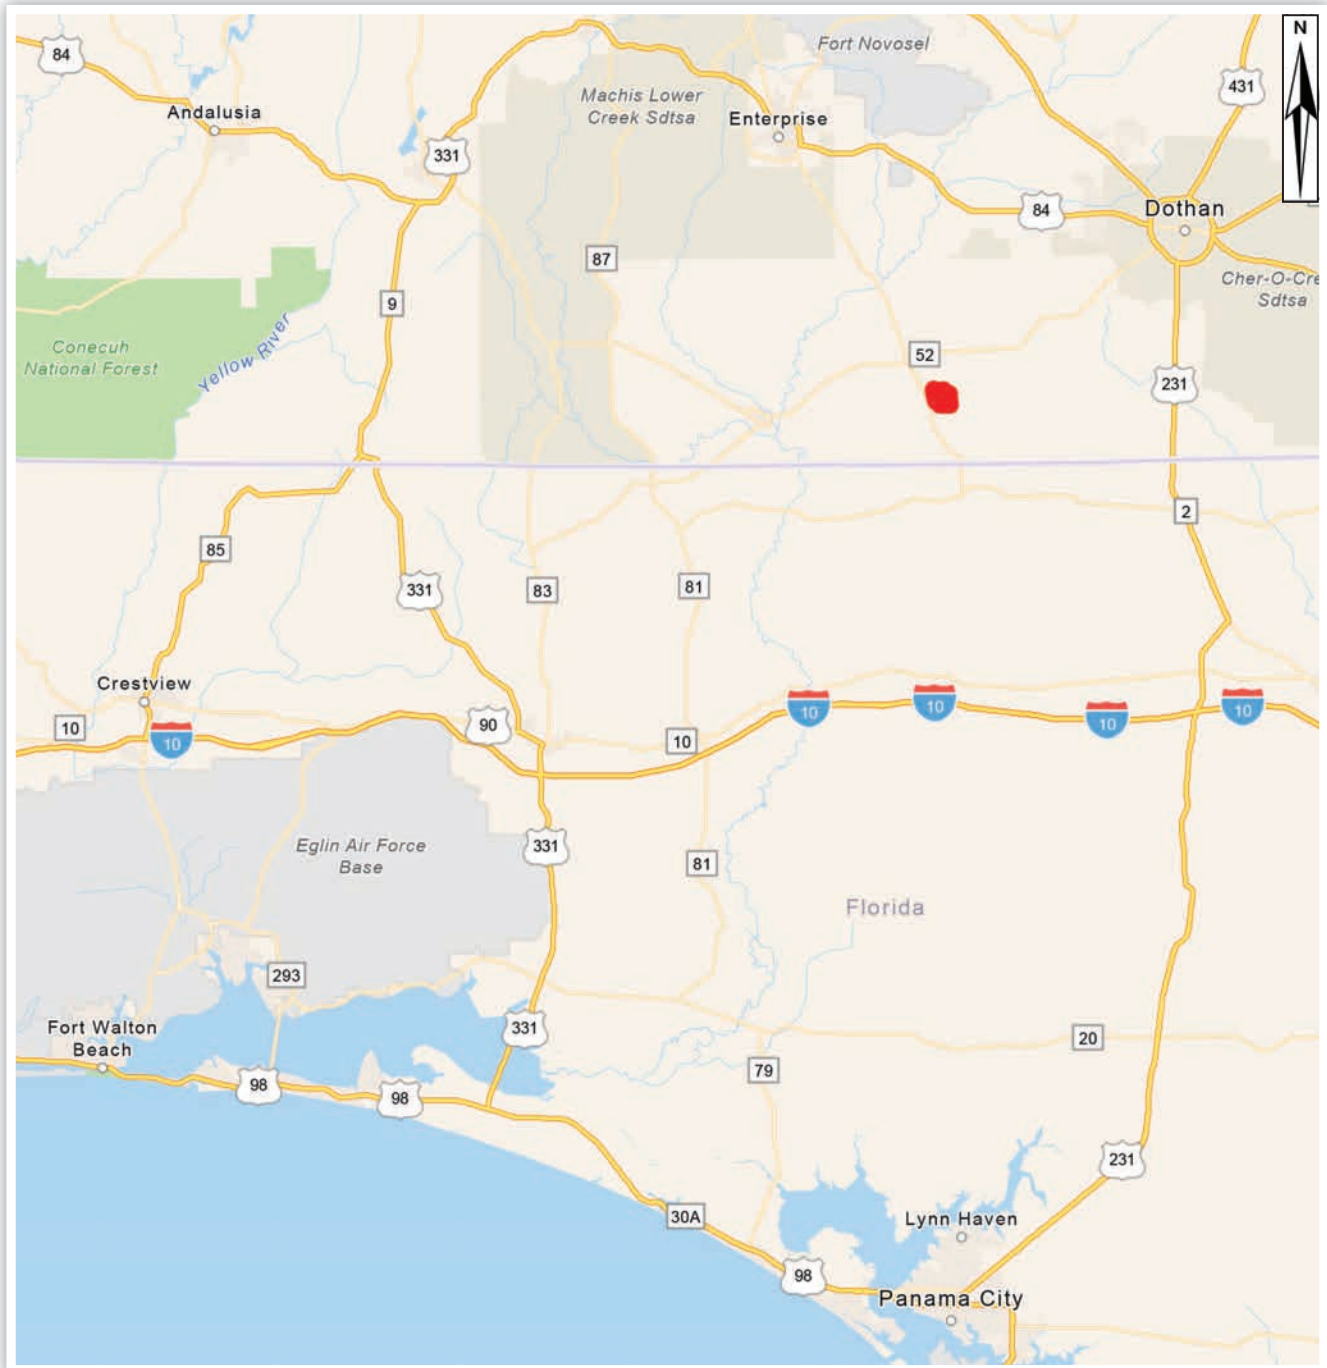 N
84
Fort Novosel
431
Machis Lower
Creek Sdtsa
Andalusia
Enterprise
331
84
Dothan
87
Cher-O-Cre
Sdtsa
9
Conecuh
National Forest
Yellow River
52
231
2
85
331
83
81
Crestview
10
10
90
10
10
10
10
10
Eglin Air Force
Base
331
81
Florida
293
Fort Walton
Beach
331
20
98
98
79
231
30A
Lynn Haven
98
Panama City